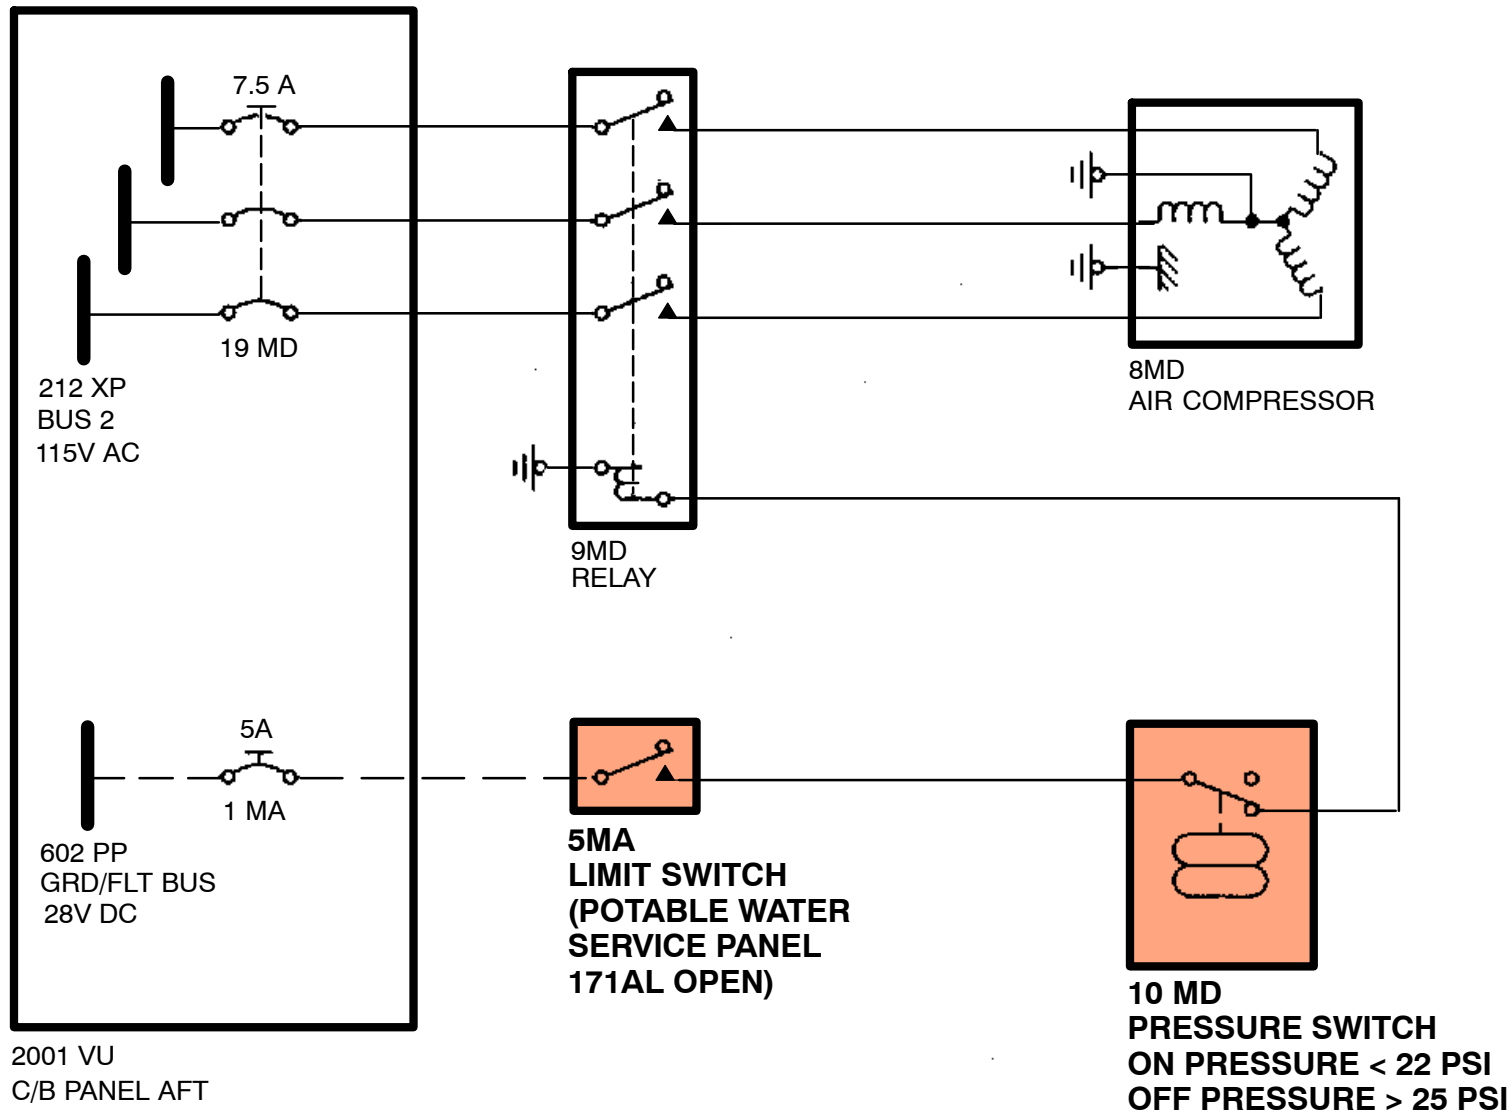 7.5 A
19 MD
212 XP
BUS 2
115V AC
8MD
AIR COMPRESSOR
9MD
RELAY
5A
1 MA
602 PP
GRD/FLT BUS
28V DC
5MA
LIMIT SWITCH
(POTABLE WATER
SERVICE PANEL
171AL OPEN)
10 MD
PRESSURE SWITCH
ON PRESSURE < 22 PSI
OFF PRESSURE > 25 PSI
2001 VU
C/B PANEL AFT